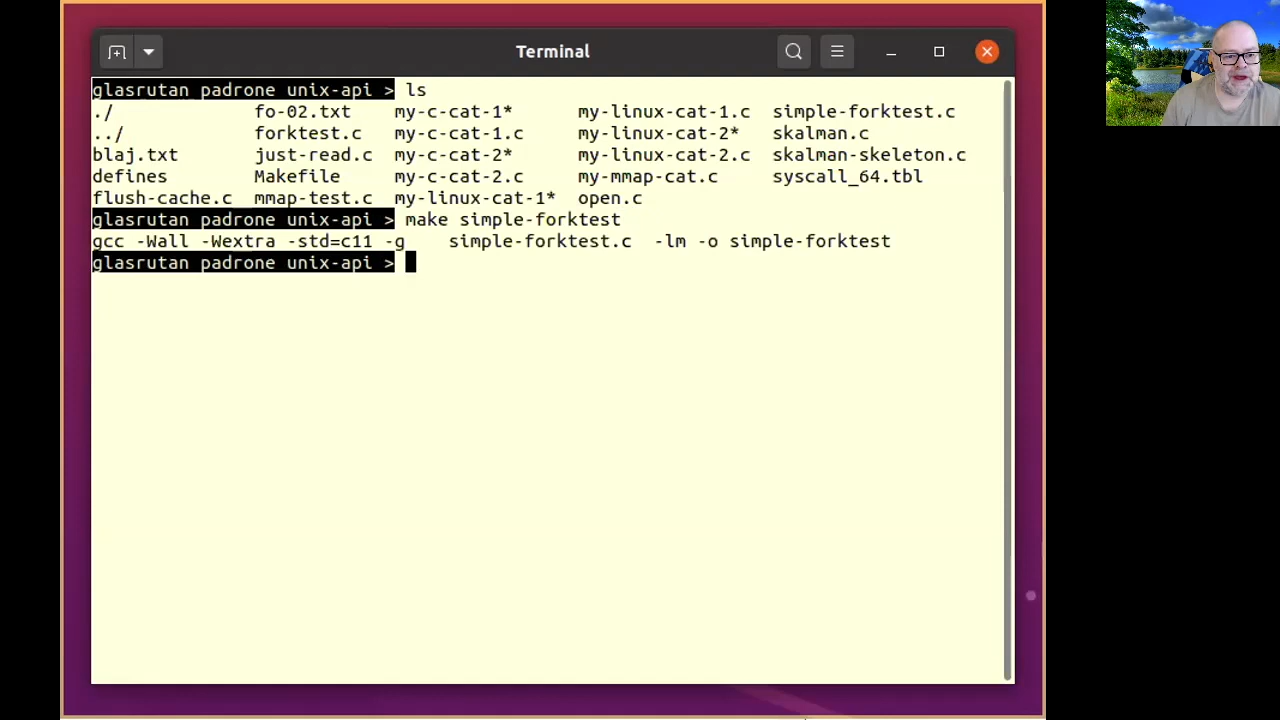 Terminal
glasrutan padrone unix-api > ls
./ fo-02.txt my-c-cat-1* my-linux-cat-1.c simple-forktest.c
../ forktest.c my-c-cat-1.c my-linux-cat-2* skalman.c
blaj.txt just-read.c my-c-cat-2* my-linux-cat-2.c skalman-skeleton.c
defines Makefile my-c-cat-2.c my-mmap-cat.c syscall_64.tbl
flush-cache.c mmap-test.c my-linux-cat-1* open.c
glasrutan padrone unix-api > make simple-forktest
gcc -Wall -Wextra -std=c11 -g simple-forktest.c -lm -o simple-forktest
glasrutan padrone unix-api >